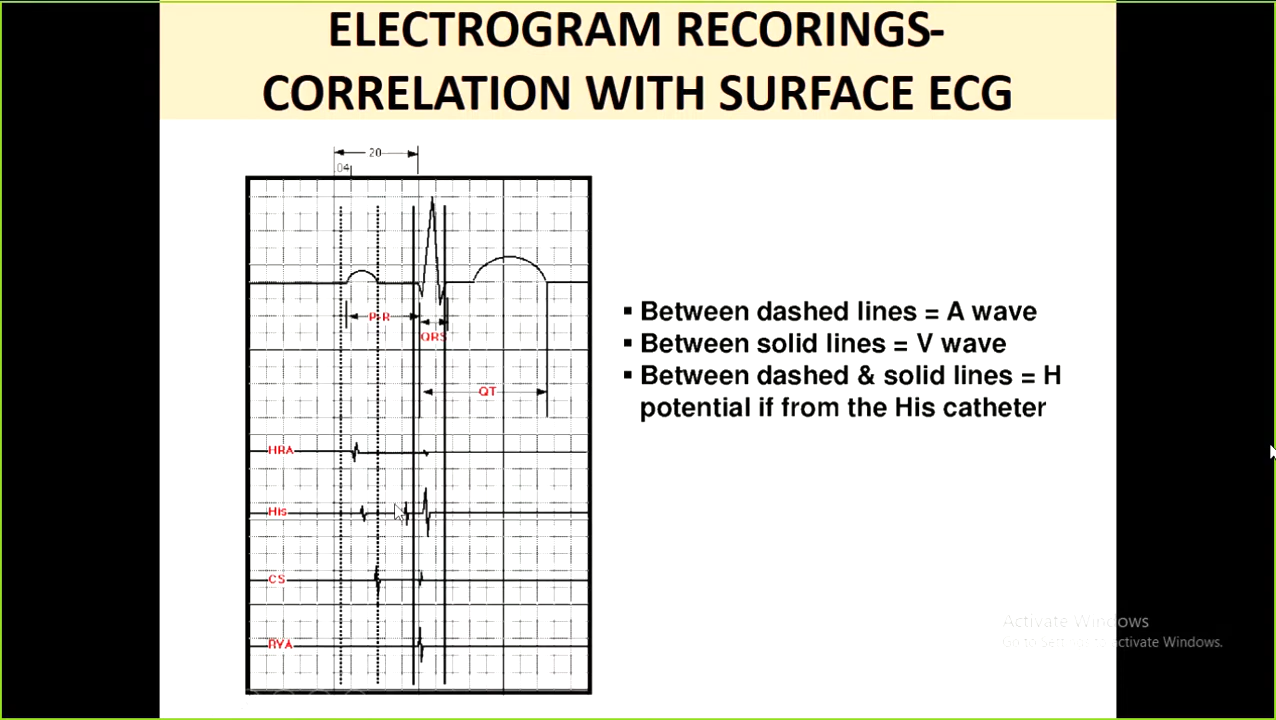 ELECTROGRAM RECORINGS-
CORRELATION WITH SURFACE ECG
20
.04
P-R
QRS
QT
HRA
His
CS
RVA
▪ Between dashed lines = A wave
▪ Between solid lines = V wave
▪ Between dashed & solid lines = H
potential if from the His catheter
Activate Windows
Go to Settings to activate Windows.